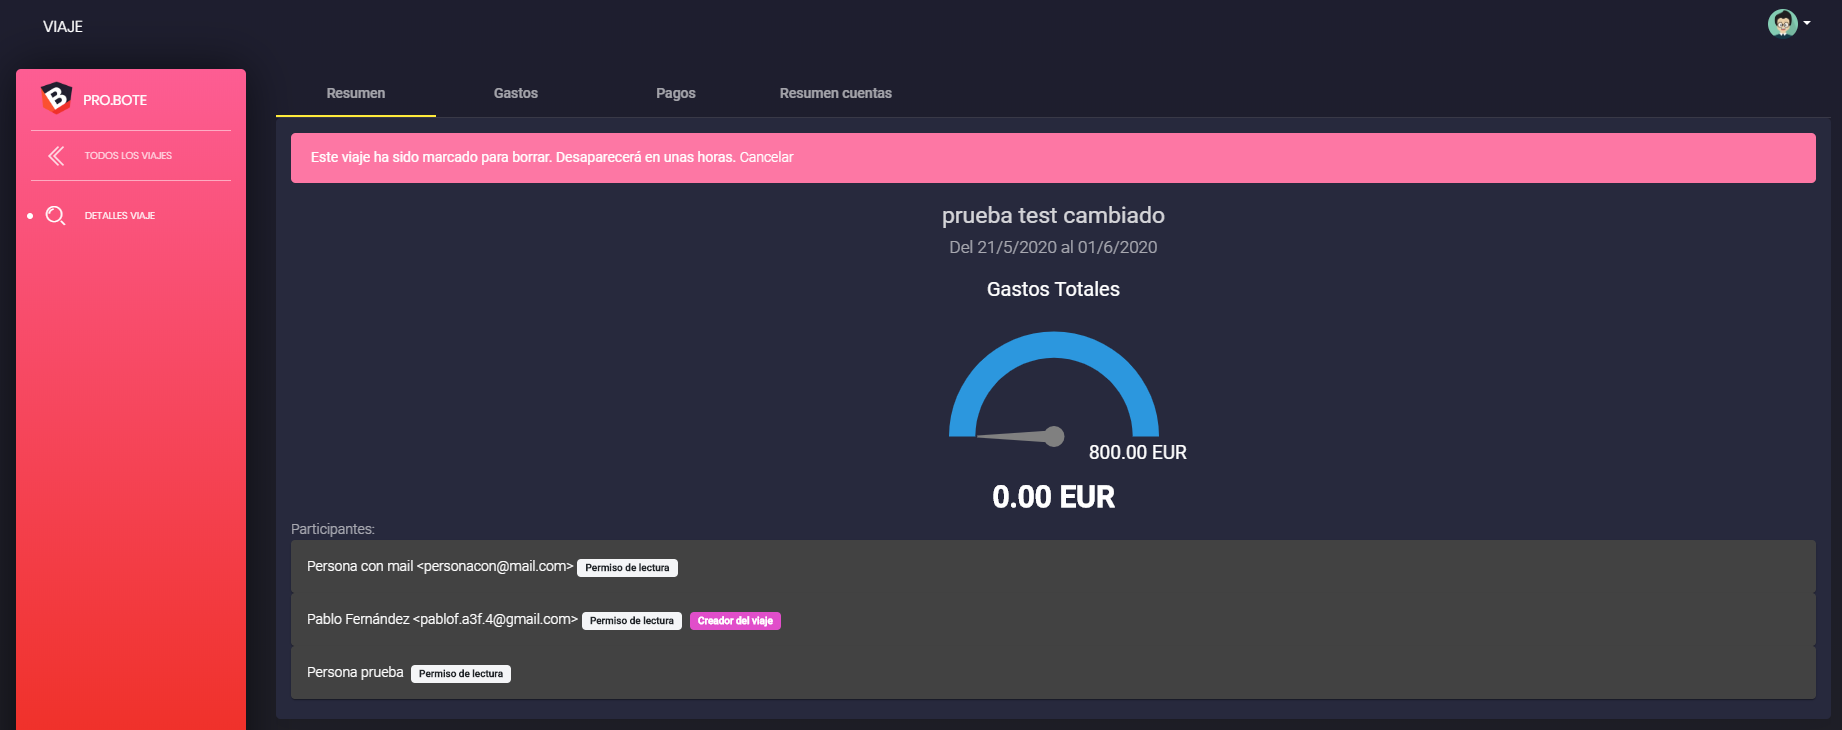 VIAJE
PRO.BOTE
TODOS LOS VIAJES
DETALLES VIAJE
Resumen Gastos Pagos Resumen cuentas
Este viaje ha sido marcado para borrar. Desaparecerá en unas horas. Cancelar
prueba test cambiado
Del 21/5/2020 al 01/6/2020
Gastos Totales
800.00 EUR
0.00 EUR
Participantes:
Persona con mail <personacon@mail.com> Permiso de lectura
Pablo Fernández <pablof.a3f.4@gmail.com> Permiso de lectura Creador del viaje
Persona prueba Permiso de lectura